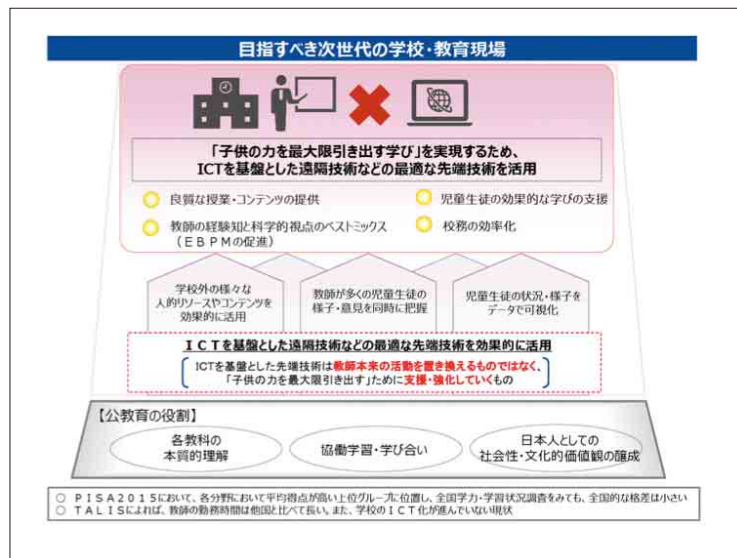 目指すべき次世代の学校・教育現場
「子供の力を最大限引き出す学び」を実現するため、
ICTを基盤とした遠隔技術などの最適な先端技術を活用
良質な授業・コンテンツの提供
児童生徒の効果的な学びの支援
教師の経験知と科学的視点のベストミックス
(EBPMの促進)
校務の効率化
学校外の様々な
人的リソースやコンテンツを
効果的に活用
教師が多くの児童生徒の
様子・意見を同時に把握
児童生徒の状況・様子を
データで可視化
ICTを基盤とした遠隔技術などの最適な先端技術を効果的に活用
ICTを基盤とした先端技術は教師本来の活動を置き換えるものではなく、
「子供の力を最大限引き出す」ために支援・強化していくもの
【公教育の役割】
各教科の
本質的理解
協働学習・学び合い
日本人としての
社会性・文化的価値観の醸成
○ PISA2015において、各分野において平均得点が高い上位グループに位置し、全国学力・学習状況調査をみても、全国的な格差は小さい
○ TALISによれば、教師の勤務時間は他国と比べて長い。また、学校のICT化が進んでいない現状